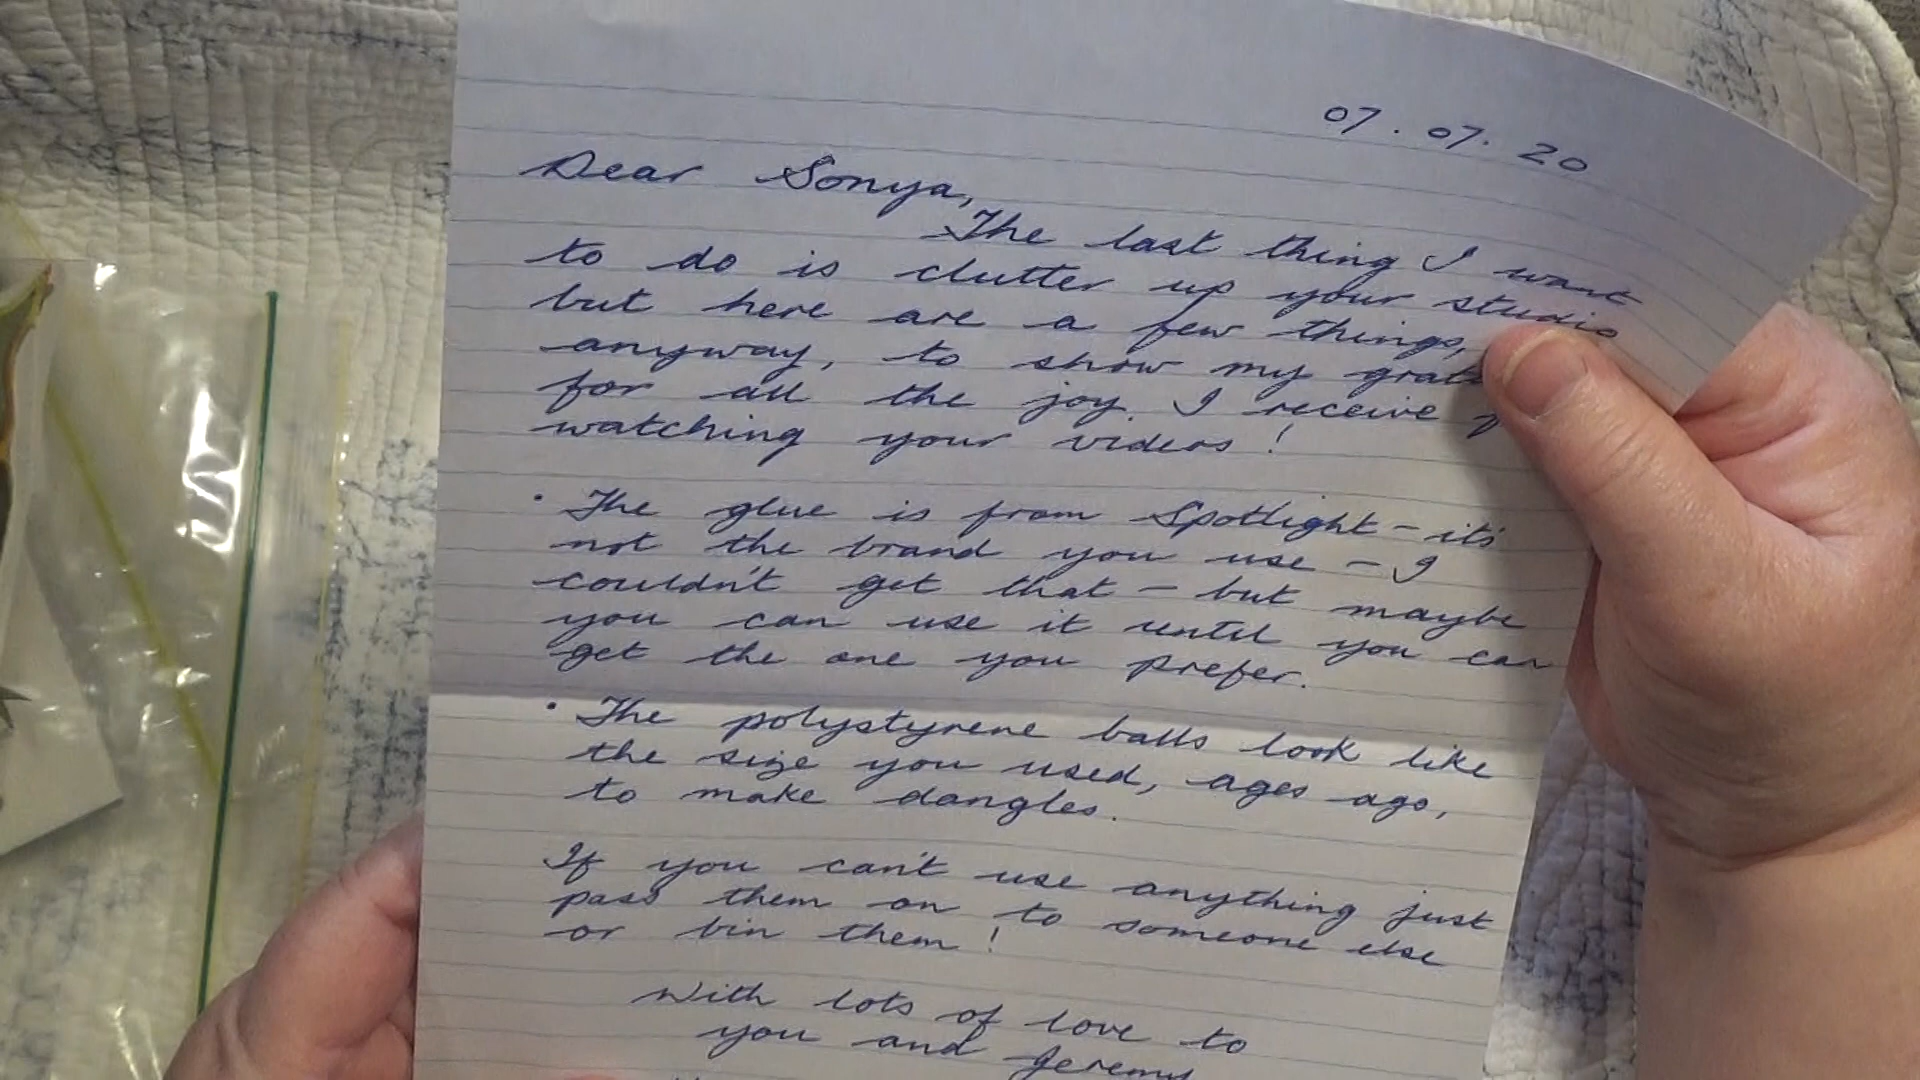 07.07.20
Dear Sonya,
The last thing I want
to do is clutter up your studio
but here are a few things,
anyway, to show my
for all the joy I receive
watching your videos!
• The glue is from Spotlight - it's
not the brand you use - I
couldn't get that - but maybe
you can use it until you can
get the one you prefer.
• The polystyrene balls look like
the size you used, ages ago,
to make dangles.
If you can't use anything just
pass them on to someone else
or bin them!
With lots of love to
you and Jeremy